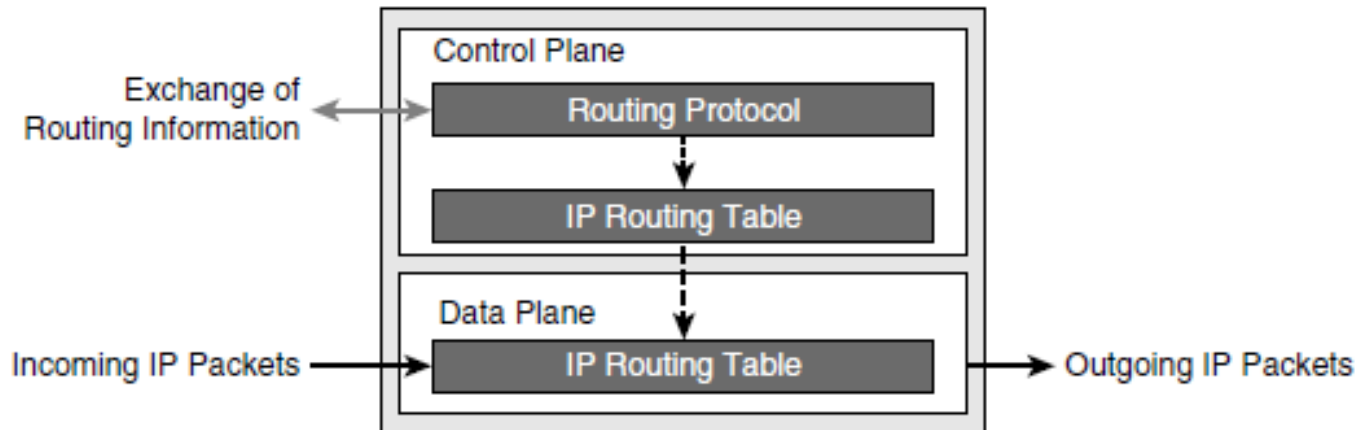 Control Plane
Exchange of
Routing Information
Routing Protocol
IP Routing Table
Data Plane
Incoming IP Packets
IP Routing Table
Outgoing IP Packets